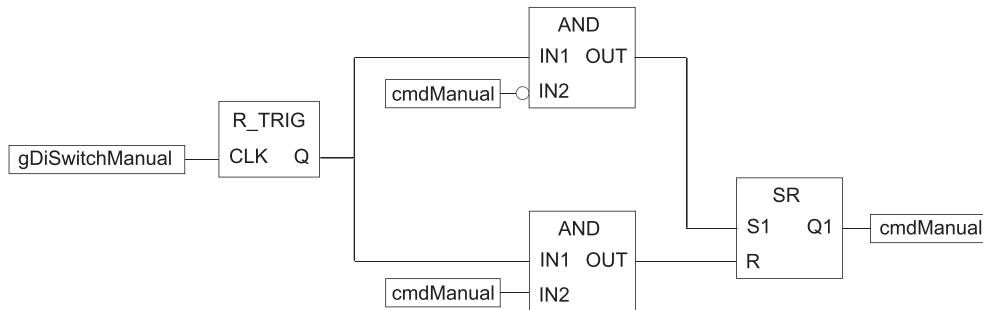 AND
IN1 OUT
cmdManual
IN2
R_TRIG
gDiSwitchManual
CLK Q
SR
S1 Q1
cmdManual
R
AND
IN1 OUT
cmdManual
IN2